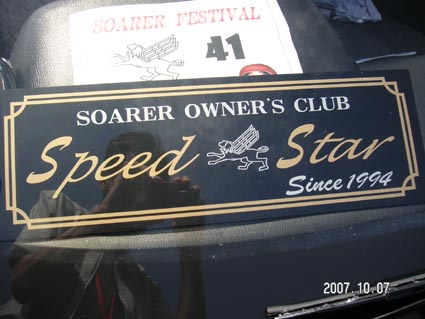 SOARER FESTIVAL
41
SOARER OWNER'S CLUB
Speed Star
Since 1994
2007.10.07